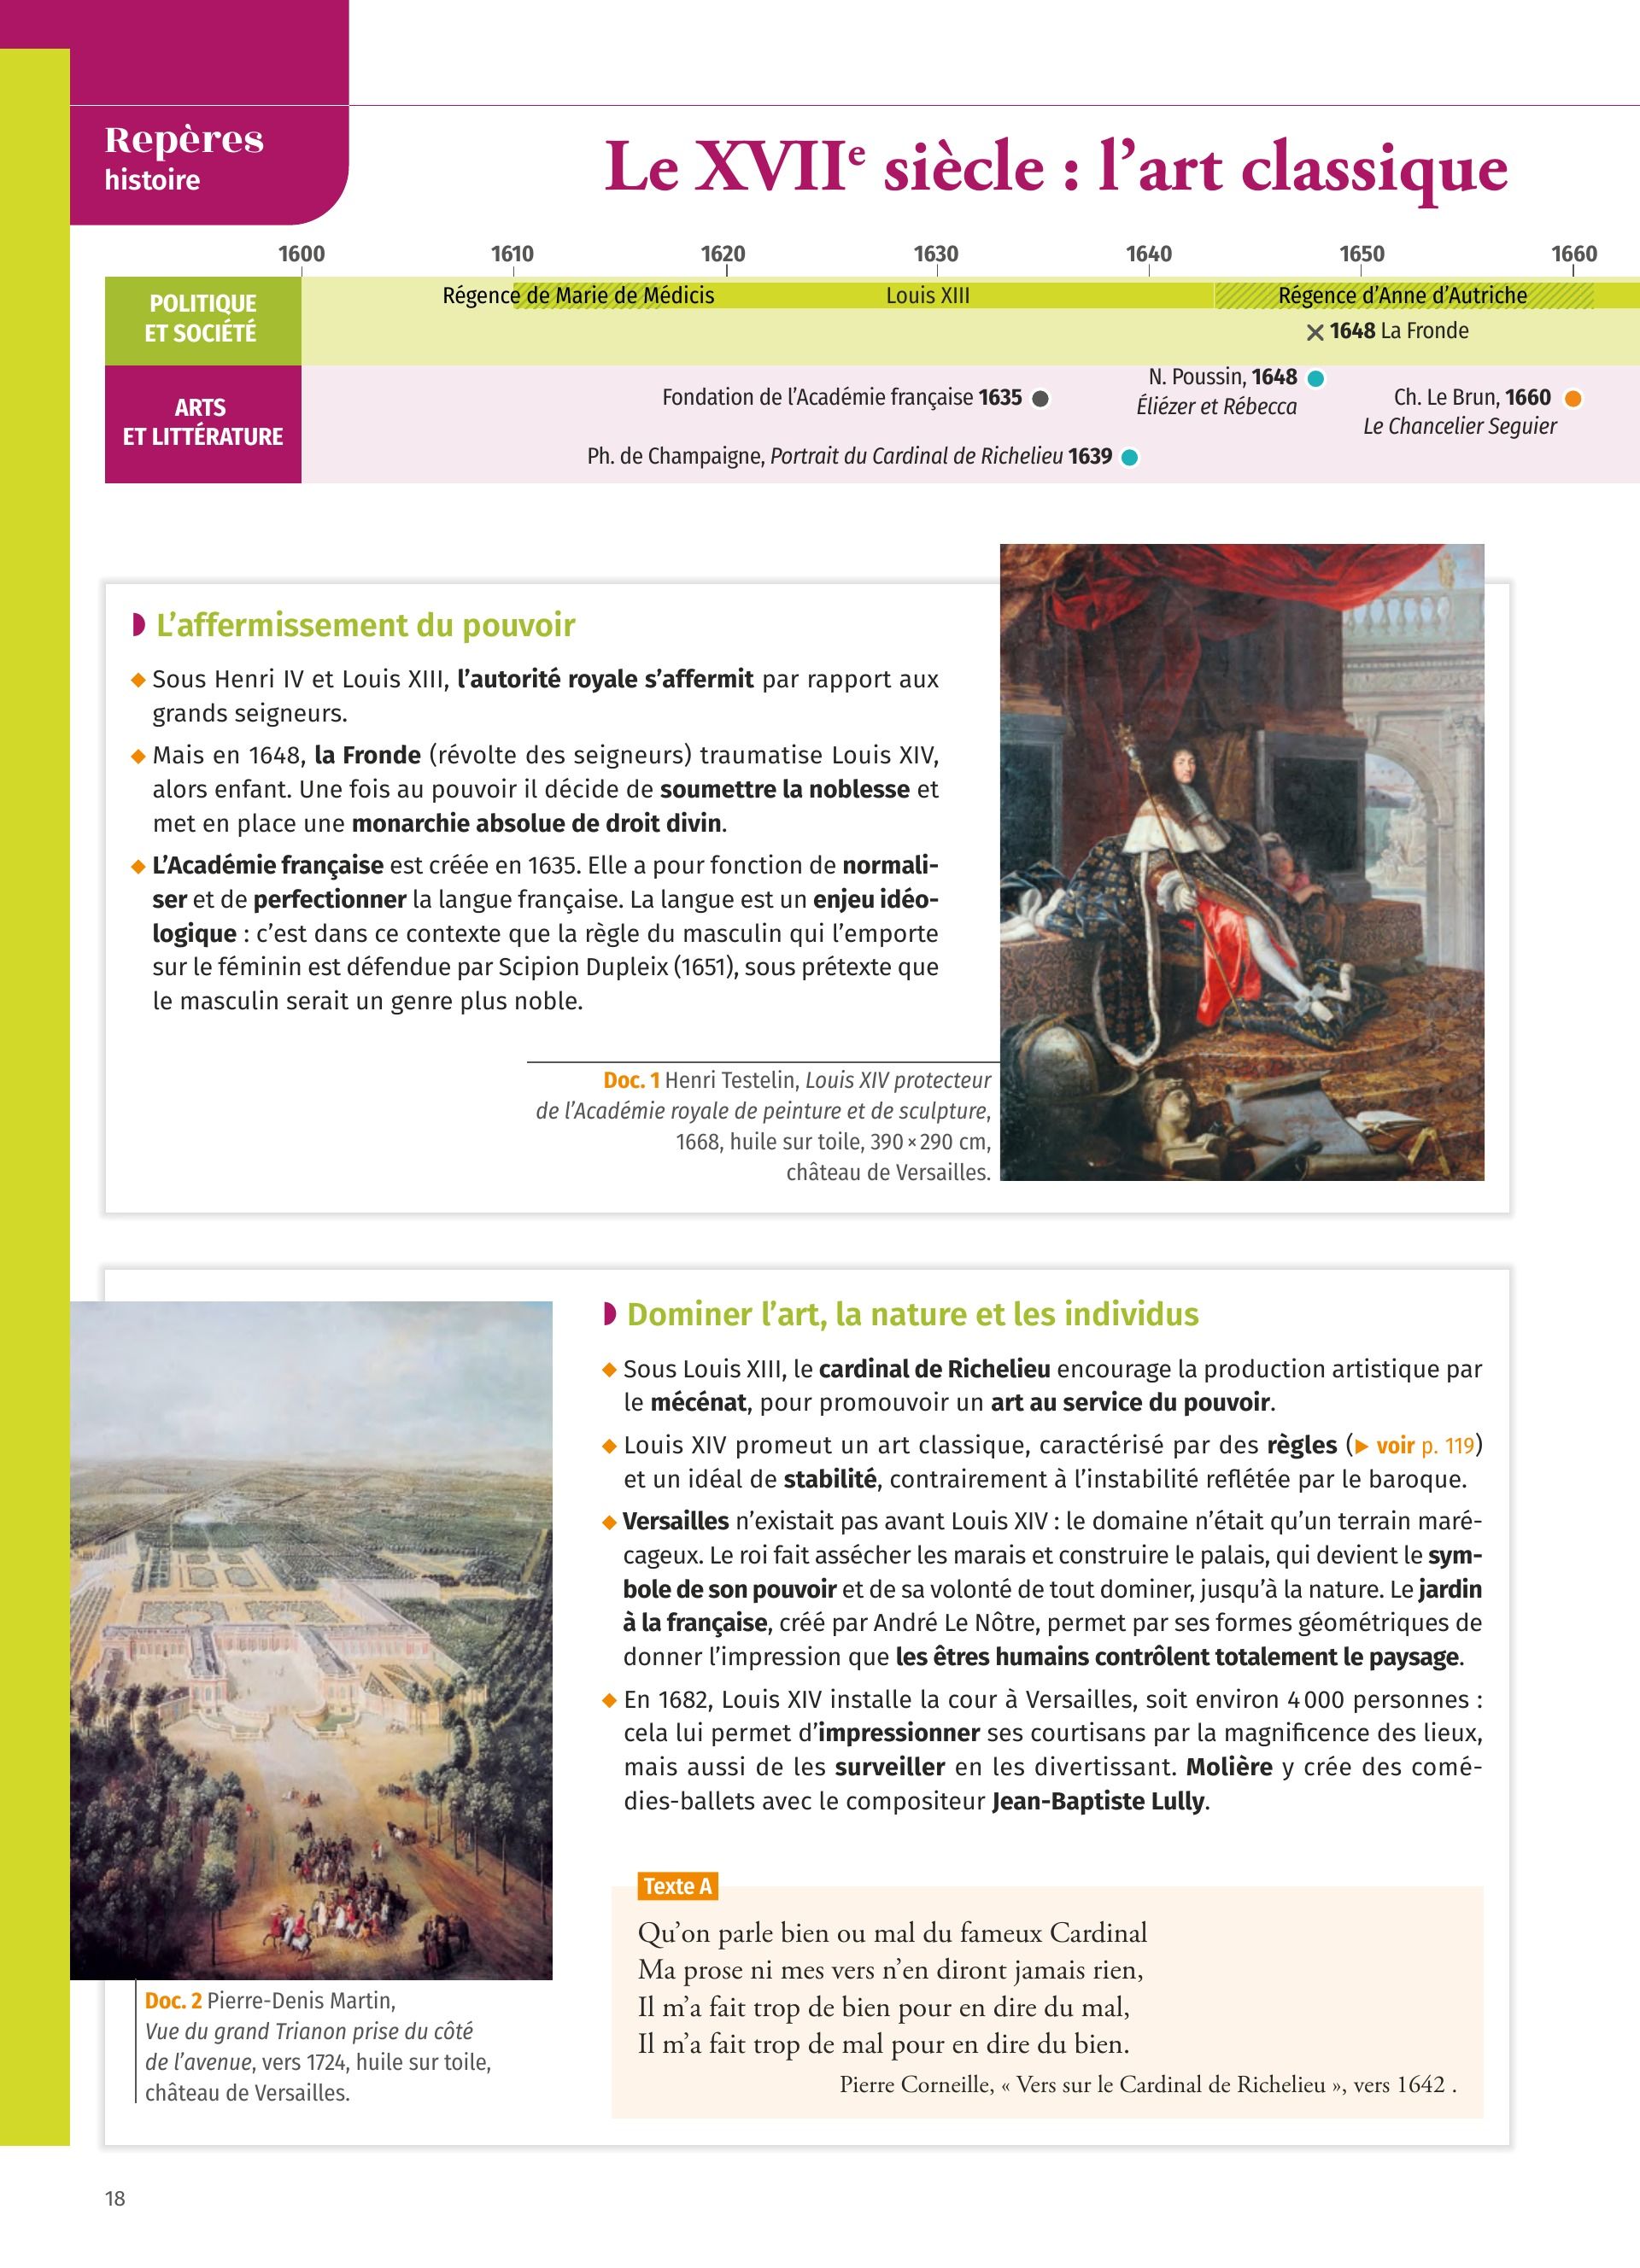 Repères
histoire
Le XVIIe siècle : l’art classique
1600 1610 1620 1630 1640 1650 1660
POLITIQUE
ET SOCIÉTÉ
Régence de Marie de Médicis Louis XIII Régence d’Anne d’Autriche
1648 La Fronde
ARTS
ET LITTÉRATURE
Fondation de l’Académie française 1635
N. Poussin, 1648
Éliézer et Rébecca
Ch. Le Brun, 1660
Le Chancelier Seguier
Ph. de Champaigne, Portrait du Cardinal de Richelieu 1639
L’affermissement du pouvoir
Sous Henri IV et Louis XIII, l’autorité royale s’affermit par rapport aux
grands seigneurs.
Mais en 1648, la Fronde (révolte des seigneurs) traumatise Louis XIV,
alors enfant. Une fois au pouvoir il décide de soumettre la noblesse et
met en place une monarchie absolue de droit divin.
L’Académie française est créée en 1635. Elle a pour fonction de normali-
ser et de perfectionner la langue française. La langue est un enjeu idéo-
logique : c’est dans ce contexte que la règle du masculin qui l’emporte
sur le féminin est défendue par Scipion Dupleix (1651), sous prétexte que
le masculin serait un genre plus noble.
Doc. 1 Henri Testelin, Louis XIV protecteur
de l’Académie royale de peinture et de sculpture,
1668, huile sur toile, 390 × 290 cm,
château de Versailles.
Dominer l’art, la nature et les individus
Sous Louis XIII, le cardinal de Richelieu encourage la production artistique par
le mécénat, pour promouvoir un art au service du pouvoir.
Louis XIV promeut un art classique, caractérisé par des règles (▶ voir p. 119)
et un idéal de stabilité, contrairement à l’instabilité reflétée par le baroque.
Versailles n’existait pas avant Louis XIV : le domaine n’était qu’un terrain maré-
cageux. Le roi fait assécher les marais et construire le palais, qui devient le sym-
bole de son pouvoir et de sa volonté de tout dominer, jusqu’à la nature. Le jardin
à la française, créé par André Le Nôtre, permet par ses formes géométriques de
donner l’impression que les êtres humains contrôlent totalement le paysage.
En 1682, Louis XIV installe la cour à Versailles, soit environ 4 000 personnes :
cela lui permet d’impressionner ses courtisans par la magnificence des lieux,
mais aussi de les surveiller en les divertissant. Molière y crée des comé-
dies-ballets avec le compositeur Jean-Baptiste Lully.
Texte A
Qu’on parle bien ou mal du fameux Cardinal
Ma prose ni mes vers n’en diront jamais rien,
Il m’a fait trop de bien pour en dire du mal,
Il m’a fait trop de mal pour en dire du bien.
Pierre Corneille, « Vers sur le Cardinal de Richelieu », vers 1642 .
Doc. 2 Pierre-Denis Martin,
Vue du grand Trianon prise du côté
de l’avenue, vers 1724, huile sur toile,
château de Versailles.
18